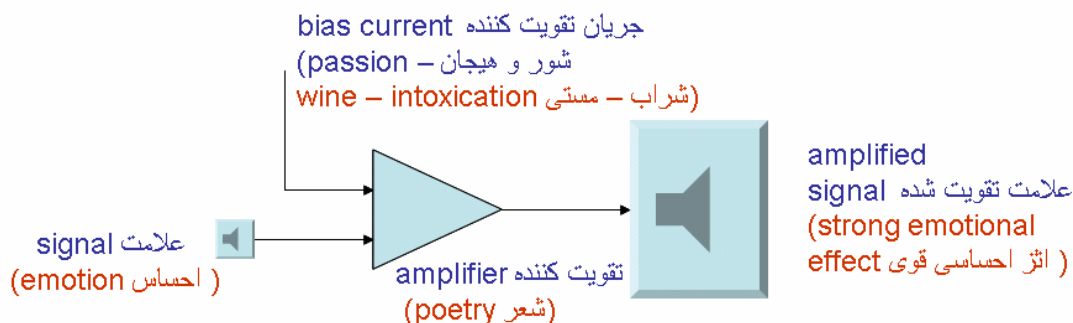 bias current جریان تقویت کننده
(passion – شور و هیجان
wine – intoxication شراب – مستی)
amplified
signal علامت تقویت شده
(strong emotional
effect اثز احساسی قوی )
signal علامت
(emotion احساس )
amplifier تقویت کننده
(poetry شعر)